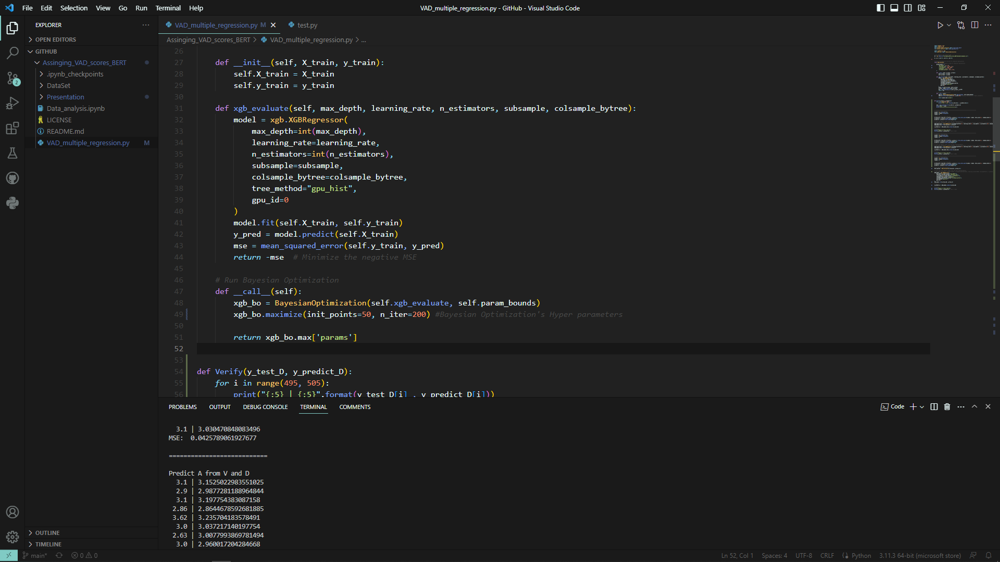 File Edit Selection View Go Run Terminal Help
VAD_multiple_regression.py - GitHub - Visual Studio Code
EXPLORER
OPEN EDITORS
GITHUB
Assinging_VAD_scores_BERT
.ipynb_checkpoints
DataSet
Presentation
Data_analysis.ipynb
LICENSE
README.md
VAD_multiple_regression.py M
OUTLINE
TIMELINE
2
VAD_multiple_regression.py M
test.py
Assinging_VAD_scores_BERT > VAD_multiple_regression.py > ...
26
27 def __init__(self, X_train, y_train):
28 self.X_train = X_train
29 self.y_train = y_train
30
31 def xgb_evaluate(self, max_depth, learning_rate, n_estimators, subsample, colsample_bytree):
32 model = xgb.XGBRegressor(
33 max_depth=int(max_depth),
34 learning_rate=learning_rate,
35 n_estimators=int(n_estimators),
36 subsample=subsample,
37 colsample_bytree=colsample_bytree,
38 tree_method="gpu_hist",
39 gpu_id=0
40 )
41 model.fit(self.X_train, self.y_train)
42 y_pred = model.predict(self.X_train)
43 mse = mean_squared_error(self.y_train, y_pred)
44 return -mse # Minimize the negative MSE
45
46 # Run Bayesian Optimization
47 def __call__(self):
48 xgb_bo = BayesianOptimization(self.xgb_evaluate, self.param_bounds)
49 xgb_bo.maximize(init_points=50, n_iter=200) #Bayesian Optimization's Hyper parameters
50
51 return xgb_bo.max['params']
52
53
54 def Verify(y_test_D, y_predict_D):
55 for i in range(495, 505):
56 print("{:5} | {:5}".format(y_test_D[i] , y_predict_D[i]))
PROBLEMS OUTPUT DEBUG CONSOLE TERMINAL COMMENTS
Code
3.1 | 3.030470848083496
MSE: 0.0425789061927677
===========================
Predict A from V and D
3.1 | 3.1525022983551025
2.9 | 2.9877281188964844
3.1 | 3.197754383087158
2.86 | 2.8644678592681885
3.62 | 3.235704183578491
3.0 | 3.037217140197754
2.63 | 3.0077993869781494
3.0 | 2.960017204284668
main* 0 0
Ln 52, Col 1 Spaces: 4 UTF-8 CRLF Python 3.11.3 64-bit (microsoft store)